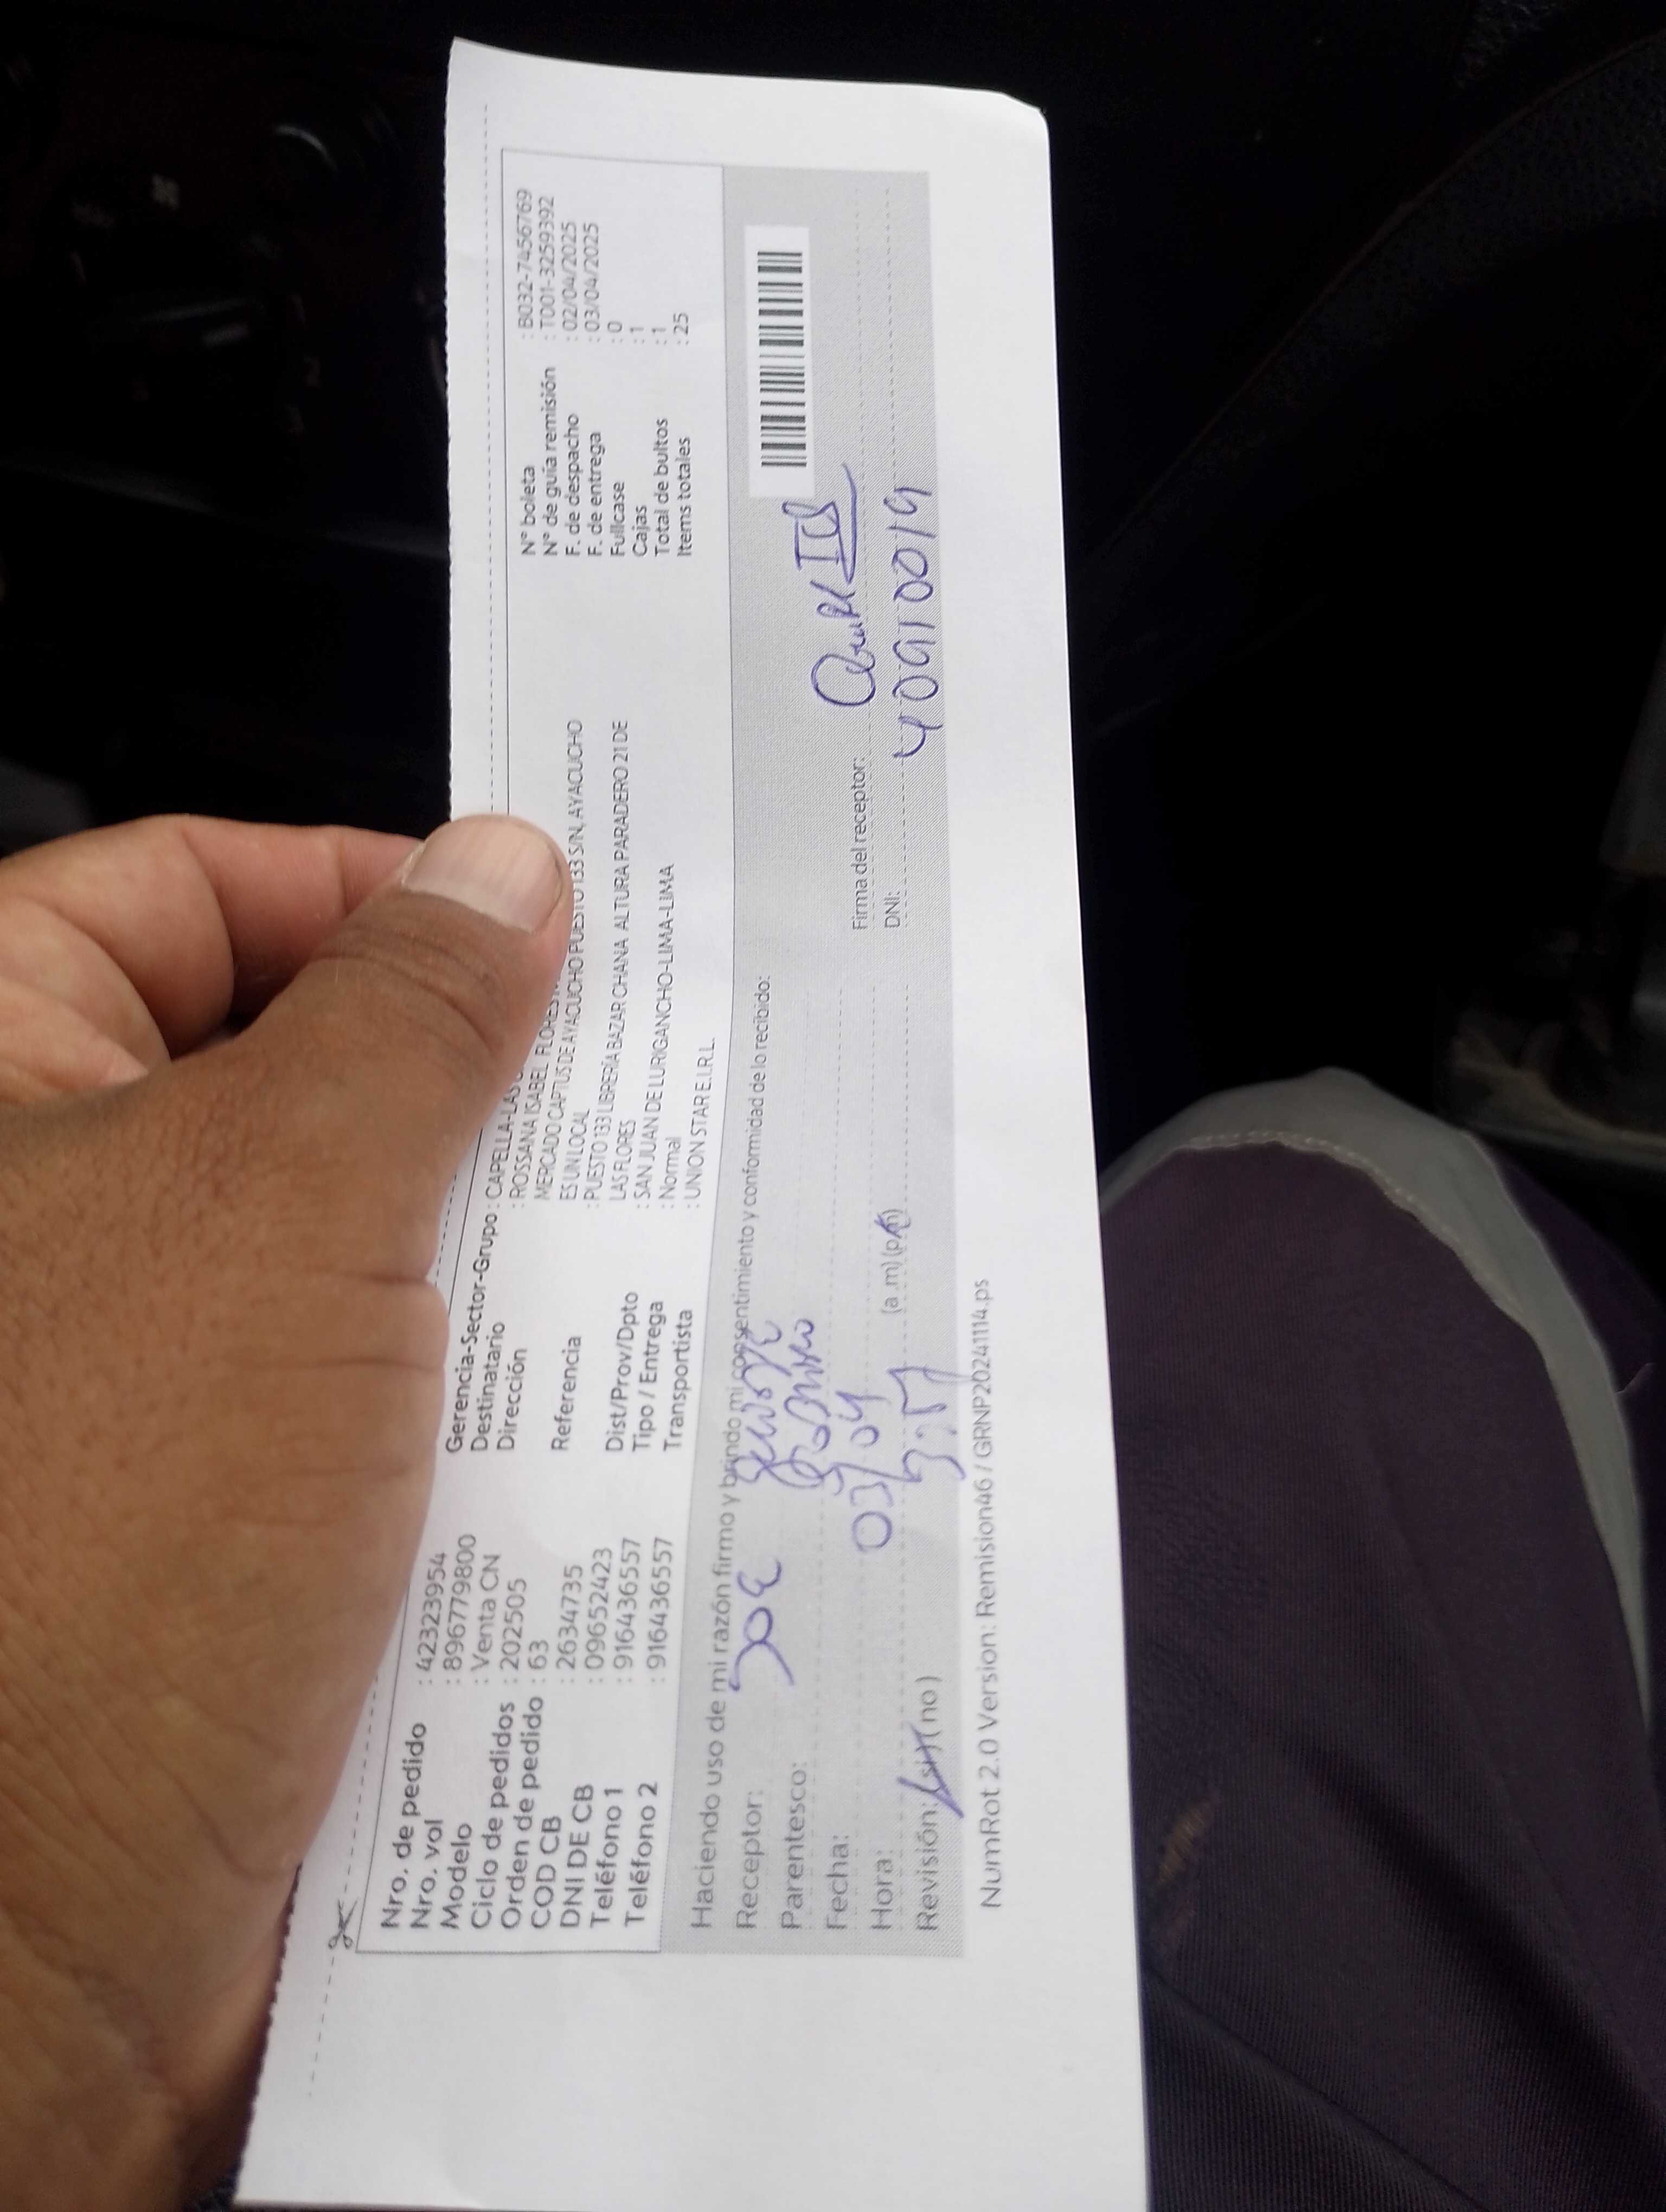 Nro. de pedido : 423239954
Nro. vol : 8967779800
Modelo : Venta CN
Ciclo de pedidos : 202505
Orden de pedido : 63
COD CB : 2634735
DNI DE CB : 09652423
Teléfono 1 : 916436557
Teléfono 2 : 916436557
Gerencia-Sector-Grupo : CAPELLA-LAS
Destinatario : ROSSANA ISABEL
Dirección : MERCADO CAPTUS DE AYACUCHO PUESTO 133 S/N, AYACUCHO
ES UN LOCAL
Referencia : PUESTO 133 LIBRERÍA BAZAR CHANA ALTURA PARADERO 21 DE
LAS FLORES
Dist/Prov/Dpto : SAN JUAN DE LURIGANCHO-LIMA-LIMA
Tipo / Entrega : Normal
Transportista : UNION STAR E.I.R.L.
N° boleta : B032-7456769
N° de guía remisión : T001-3259392
F. de despacho : 02/04/2025
F. de entrega : 03/04/2025
Fullcase : 0
Cajas : 1
Total de bultos : 1
Items totales : 25
Haciendo uso de mi razón firmo y brindo mi consentimiento y conformidad de lo recibido:
Receptor: JOE
Parentesco:
Fecha: 03/04
Hora: (a.m) (p.m)
Revisión: (si) (no)
Firma del receptor:
DNI: 40910019
NumRot 2.0 Version: Remision46 / GRNP20241114.ps